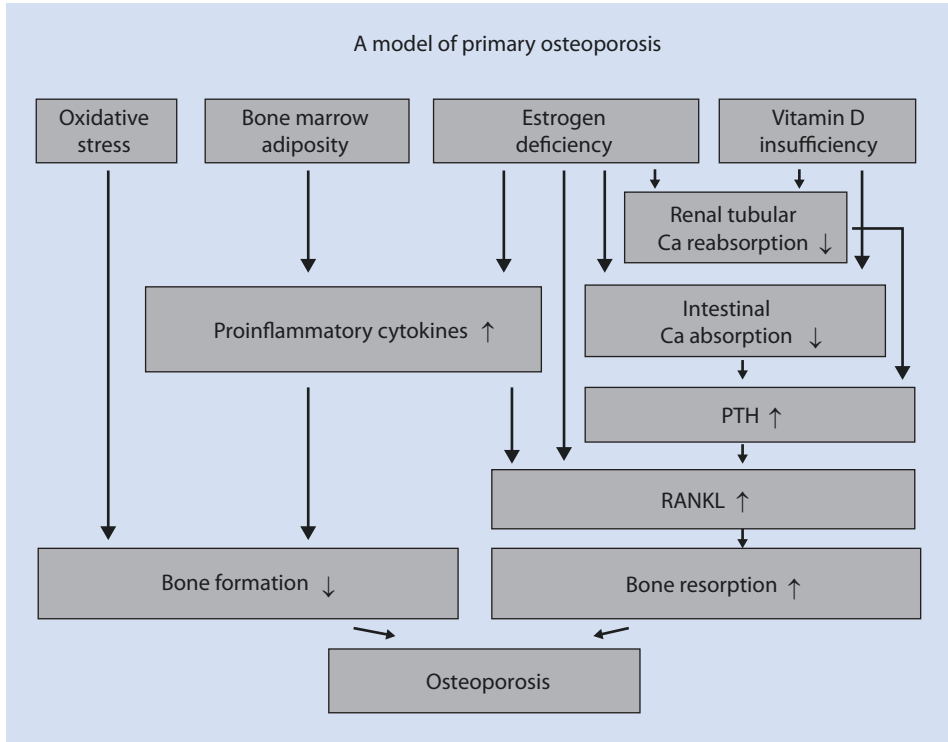 A model of primary osteoporosis
Oxidative
stress
Bone marrow
adiposity
Estrogen
deficiency
Vitamin D
insufficiency
Renal tubular
Ca reabsorption ↓
Proinflammatory cytokines ↑
Intestinal
Ca absorption ↓
PTH ↑
RANKL ↑
Bone formation ↓
Bone resorption ↑
Osteoporosis